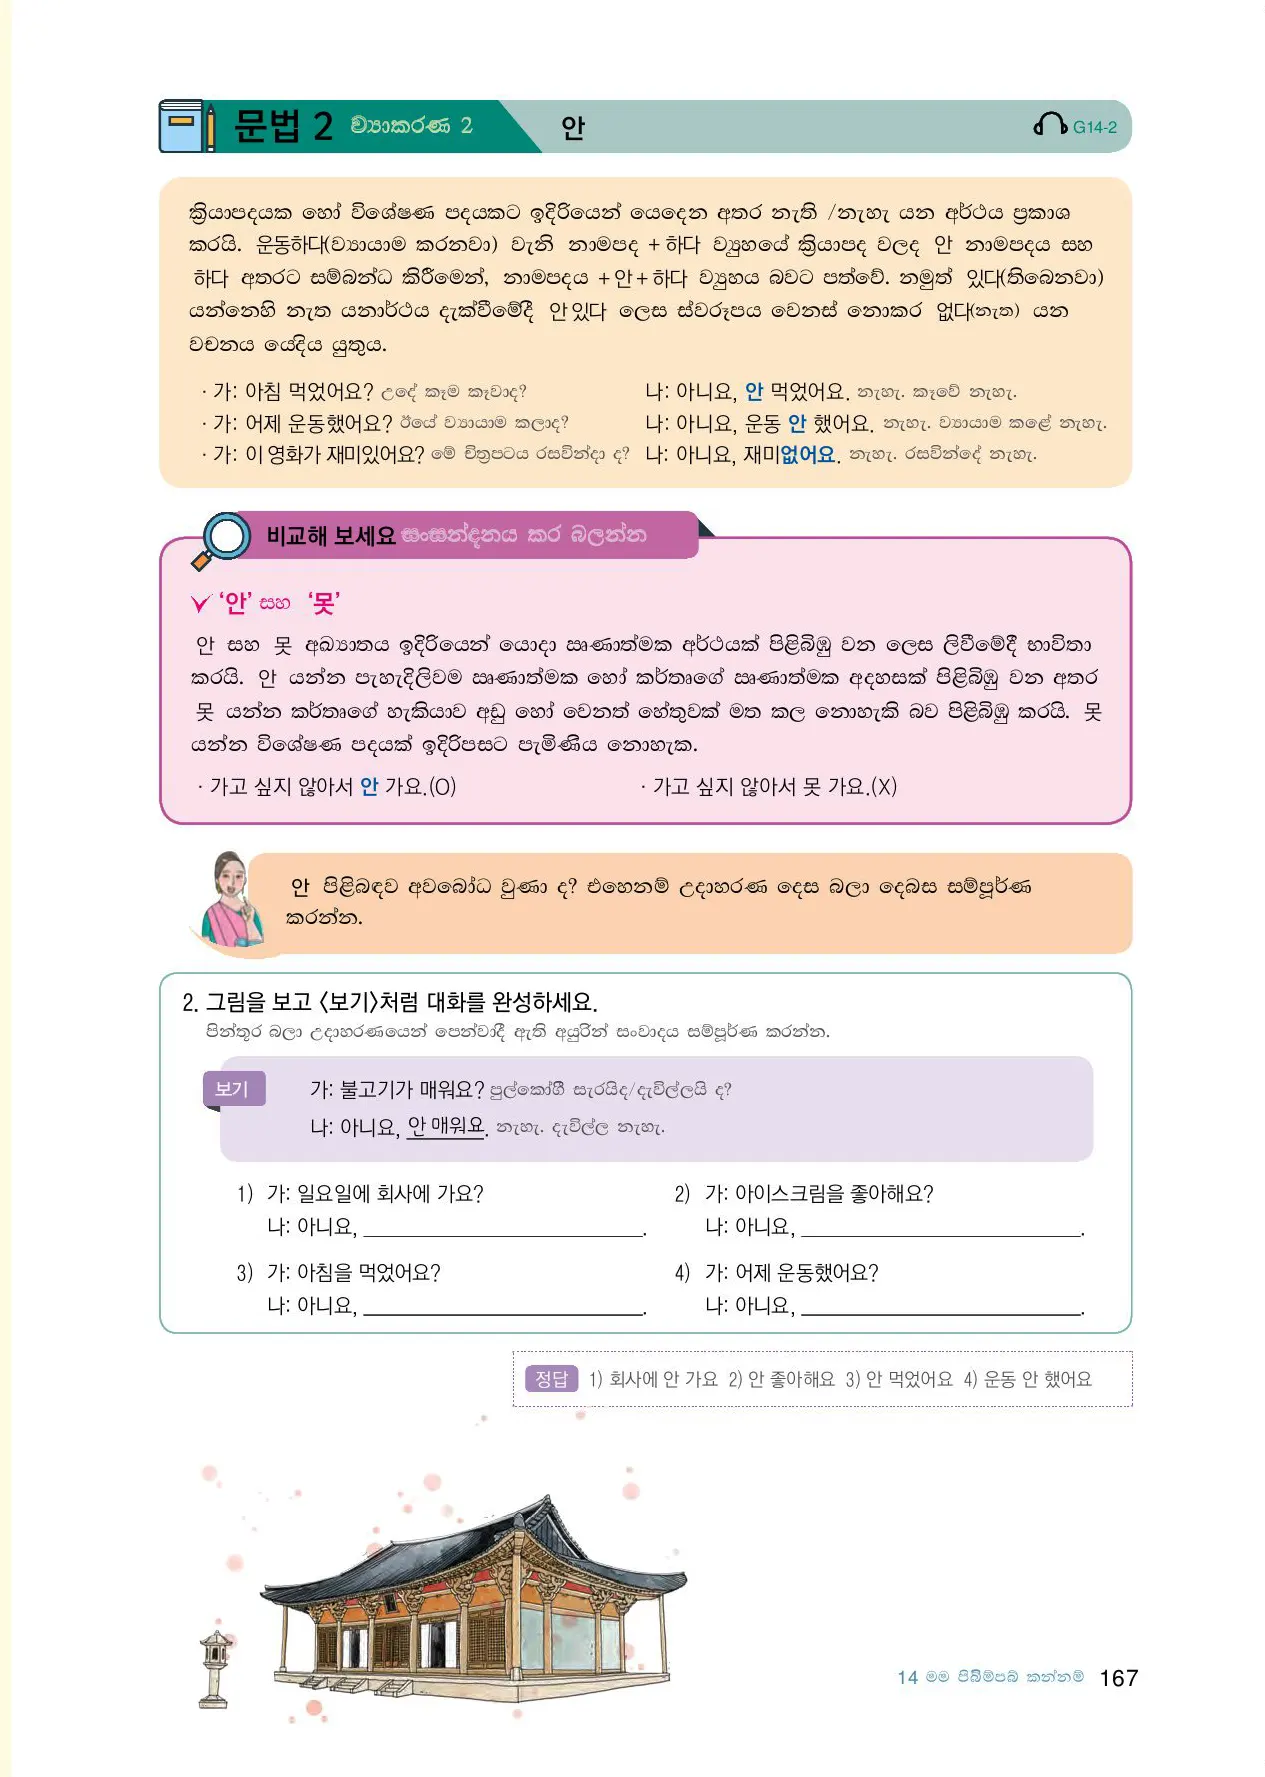 문법 2 ව්‍යාකරණ 2 안 G14-2
ක්‍රියාපදයක හෝ විශේෂණ පදයකට ඉදිරියෙන් යෙදෙන අතර නැති /නැහැ යන අර්ථය ප්‍රකාශ
කරයි. 운동하다(ව්‍යායාම කරනවා) වැනි නාමපද + 하다 ව්‍යුහයේ ක්‍රියාපද වලද 안 නාමපදය සහ
하다 අතරට සම්බන්ධ කිරීමෙන්, නාමපදය +안+하다 ව්‍යුහය බවට පත්වේ. නමුත් 있다(තිබෙනවා)
යන්නෙහි නැත යනාර්ථය දැක්වීමේදී 안 있다 ලෙස ස්වරූපය වෙනස් නොකර 없다(නැත) යන
වචනය යෙදිය යුතුය.
· 가: 아침 먹었어요? උදේ කෑම කෑවාද? 나: 아니요, 안 먹었어요. නැහැ. කෑවේ නැහැ.
· 가: 어제 운동했어요? ඊයේ ව්‍යායාම කලාද? 나: 아니요, 운동 안 했어요. නැහැ. ව්‍යායාම කළේ නැහැ.
· 가: 이 영화가 재미있어요? මේ චිත්‍රපටය රසවින්දා ද? 나: 아니요, 재미없어요. නැහැ. රසවින්දේ නැහැ.
비교해 보세요 සංසන්දනය කර බලන්න
‘안’ සහ ‘못’
안 සහ 못 අඛ්‍යාතය ඉදිරියෙන් යොදා ඍණාත්මක අර්ථයක් පිළිබිඹු වන ලෙස ලිවීමේදී භාවිතා
කරයි. 안 යන්න පැහැදිලිවම ඍණාත්මක හෝ කර්තෘගේ ඍණාත්මක අදහසක් පිළිබිඹු වන අතර
못 යන්න කර්තෘගේ හැකියාව අඩු හෝ වෙනත් හේතුවක් මත කල නොහැකි බව පිළිබිඹු කරයි. 못
යන්න විශේෂණ පදයක් ඉදිරිපසට පැමිණිය නොහැක.
· 가고 싶지 않아서 안 가요.(O) · 가고 싶지 않아서 못 가요.(X)
안 පිළිබඳව අවබෝධ වුණා ද? එහෙනම් උදාහරණ දෙස බලා දෙබස සම්පූර්ණ
කරන්න.
2. 그림을 보고 〈보기〉처럼 대화를 완성하세요.
පින්තූර බලා උදාහරණයෙන් පෙන්වාදී ඇති අයුරින් සංවාදය සම්පූර්ණ කරන්න.
보기 가: 불고기가 매워요? පුල්කෝගී සැරයිද/දැවිල්ලයි ද?
나: 아니요, 안 매워요. නැහැ. දැවිල්ල නැහැ.
1) 가: 일요일에 회사에 가요? 2) 가: 아이스크림을 좋아해요?
나: 아니요, ____________. 나: 아니요, ____________.
3) 가: 아침을 먹었어요? 4) 가: 어제 운동했어요?
나: 아니요, ____________. 나: 아니요, ____________.
정답 1) 회사에 안 가요 2) 안 좋아해요 3) 안 먹었어요 4) 운동 안 했어요
14 මම පිබිම්පබ් කන්නම් 167